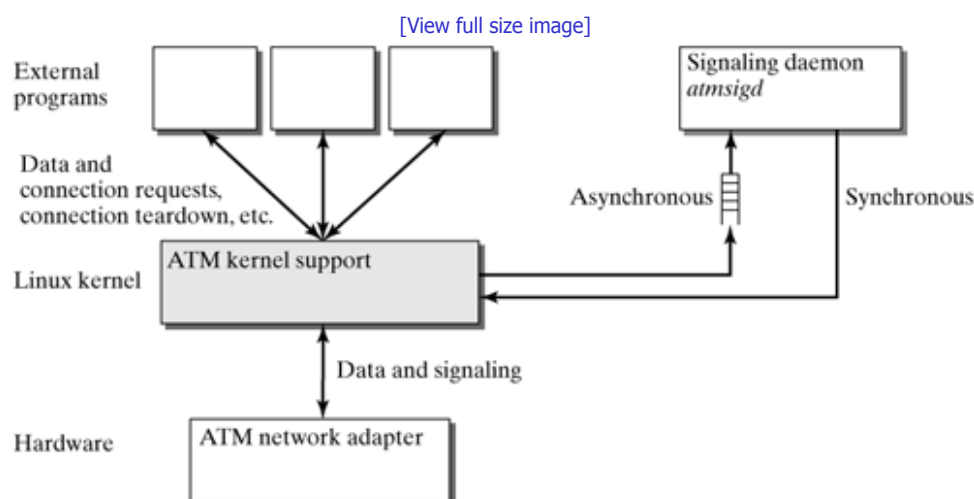 [View full size image]
External
programs
Signaling daemon
atmsigd
Data and
connection requests,
connection teardown, etc.
Asynchronous
Synchronous
ATM kernel support
Linux kernel
Data and signaling
Hardware
ATM network adapter